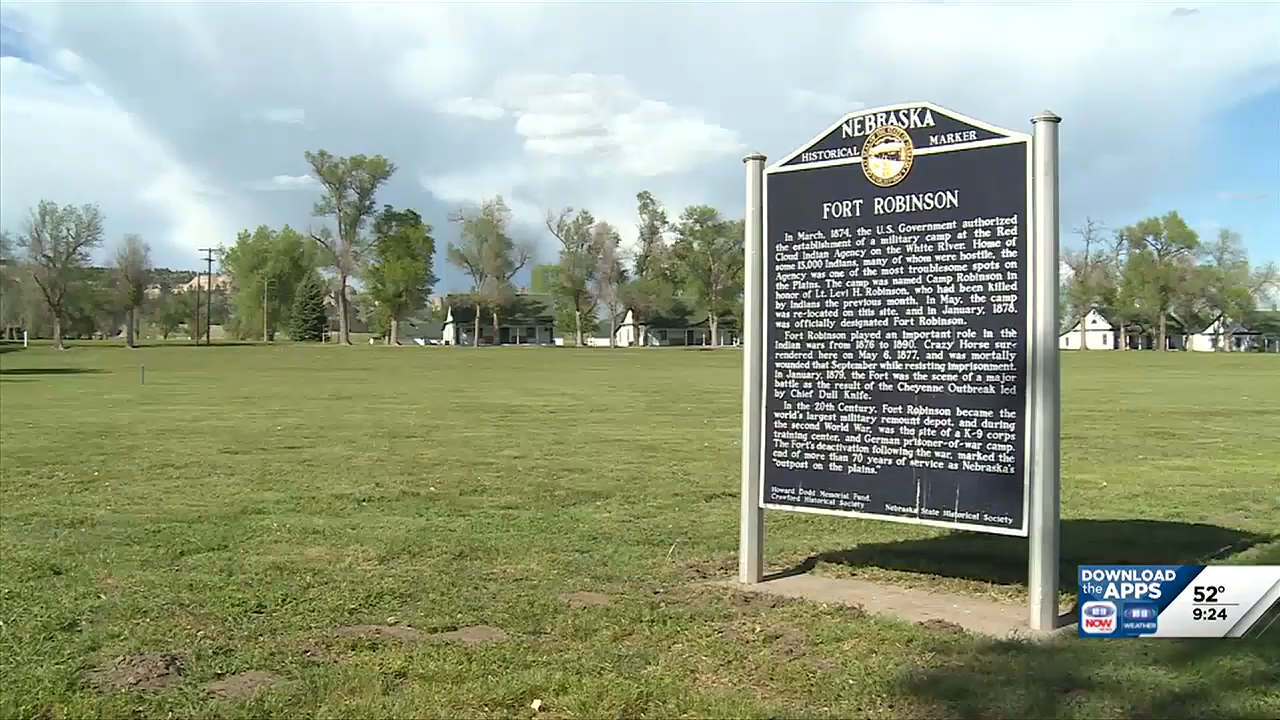 NEBRASKA
HISTORICAL MARKER
FORT ROBINSON
In March, 1874, the U.S. Government authorized
the establishment of a military camp at the Red
Cloud Indian Agency on the White River. Home of
some 13,000 Indians, many of whom were hostile, the
Agency was one of the most troublesome spots on
the Plains. The camp was named Camp Robinson in
honor of Lt. Levi H. Robinson, who had been killed
by Indians the previous month. In May, the camp
was re-located on this site, and in January, 1878,
was officially designated Fort Robinson.
Fort Robinson played an important role in the
Indian wars from 1876 to 1890. Crazy Horse sur-
rendered here on May 6, 1877, and was mortally
wounded that September while resisting imprisonment.
In January, 1879, the Fort was the scene of a major
battle as the result of the Cheyenne Outbreak led
by Chief Dull Knife.
In the 20th Century, Fort Robinson became the
world's largest military remount depot, and during
the second World War, was the site of a K-9 corps
training center, and German prisoner-of-war camp.
The Fort's deactivation following the war, marked the
end of more than 70 years of service as Nebraska's
"outpost on the plains."
Howard Dodd Memorial Fund,
Crawford Historical Society
Nebraska State Historical Society
DOWNLOAD
the APPS
NOW
WEATHER
52°
9:24